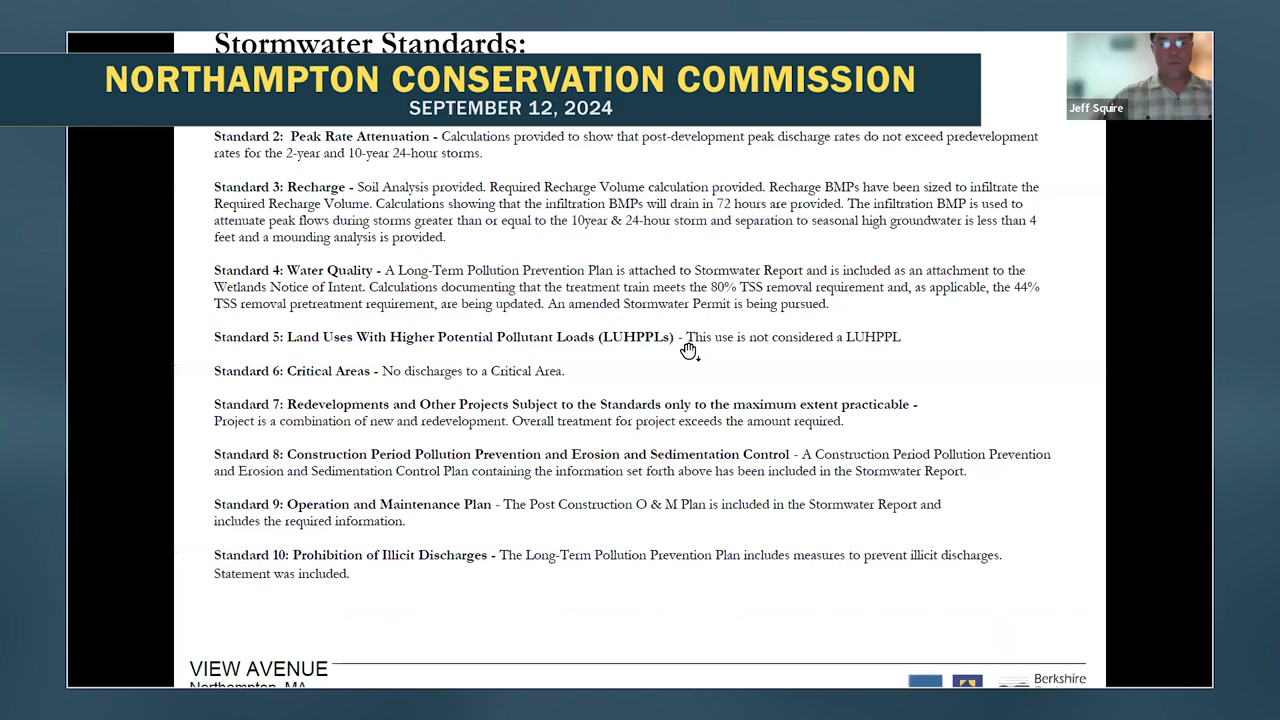 Stormwater Standards:
NORTHAMPTON CONSERVATION COMMISSION
SEPTEMBER 12, 2024
Jeff Squire
Standard 2: Peak Rate Attenuation - Calculations provided to show that post-development peak discharge rates do not exceed predevelopment
rates for the 2-year and 10-year 24-hour storms.
Standard 3: Recharge - Soil Analysis provided. Required Recharge Volume calculation provided. Recharge BMPs have been sized to infiltrate the
Required Recharge Volume. Calculations showing that the infiltration BMPs will drain in 72 hours are provided. The infiltration BMP is used to
attenuate peak flows during storms greater than or equal to the 10year & 24-hour storm and separation to seasonal high groundwater is less than 4
feet and a mounding analysis is provided.
Standard 4: Water Quality - A Long-Term Pollution Prevention Plan is attached to Stormwater Report and is included as an attachment to the
Wetlands Notice of Intent. Calculations documenting that the treatment train meets the 80% TSS removal requirement and, as applicable, the 44%
TSS removal pretreatment requirement, are being updated. An amended Stormwater Permit is being pursued.
Standard 5: Land Uses With Higher Potential Pollutant Loads (LUHPPLs) - This use is not considered a LUHPPL
Standard 6: Critical Areas - No discharges to a Critical Area.
Standard 7: Redevelopments and Other Projects Subject to the Standards only to the maximum extent practicable -
Project is a combination of new and redevelopment. Overall treatment for project exceeds the amount required.
Standard 8: Construction Period Pollution Prevention and Erosion and Sedimentation Control - A Construction Period Pollution Prevention
and Erosion and Sedimentation Control Plan containing the information set forth above has been included in the Stormwater Report.
Standard 9: Operation and Maintenance Plan - The Post Construction O & M Plan is included in the Stormwater Report and
includes the required information.
Standard 10: Prohibition of Illicit Discharges - The Long-Term Pollution Prevention Plan includes measures to prevent illicit discharges.
Statement was included.
VIEW AVENUE
Northampton, MA
Berkshire